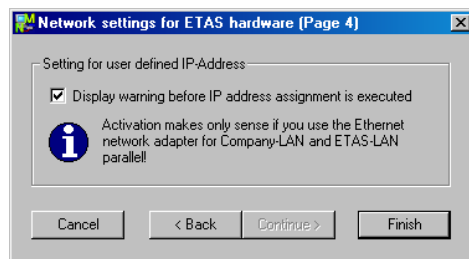 Network settings for ETAS hardware (Page 4)
Setting for user defined IP-Address
Display warning before IP address assignment is executed
Activation makes only sense if you use the Ethernet
network adapter for Company-LAN and ETAS-LAN
parallel!
Cancel
< Back
Continue >
Finish